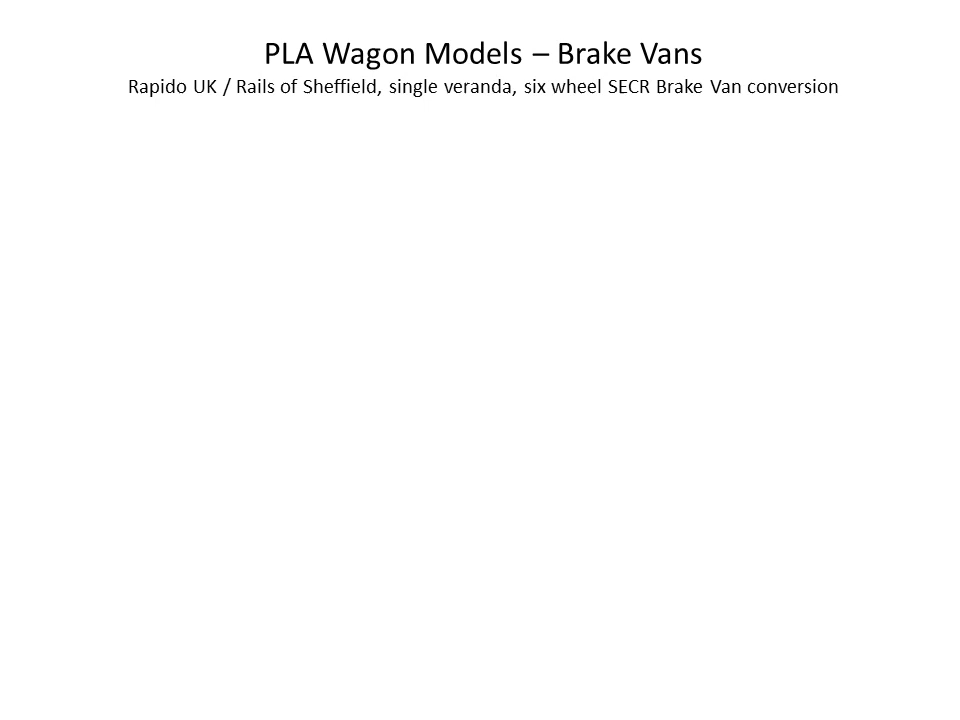 PLA Wagon Models – Brake Vans
Rapido UK / Rails of Sheffield, single veranda, six wheel SECR Brake Van conversion